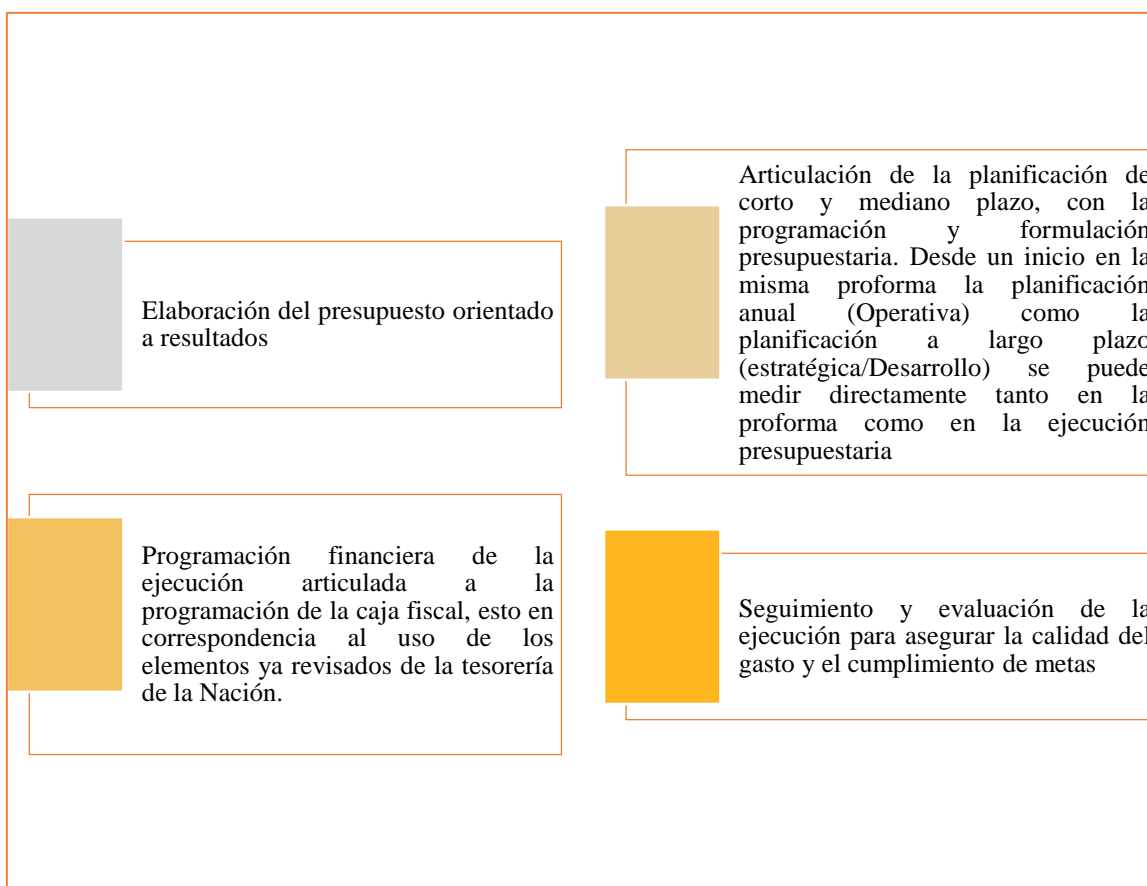 Elaboración del presupuesto orientado
a resultados
Articulación de la planificación de
corto y mediano plazo, con la
programación y formulación
presupuestaria. Desde un inicio en la
misma proforma la planificación
anual (Operativa) como la
planificación a largo plazo
(estratégica/Desarrollo) se puede
medir directamente tanto en la
proforma como en la ejecución
presupuestaria
Programación financiera de la
ejecución articulada a la
programación de la caja fiscal, esto en
correspondencia al uso de los
elementos ya revisados de la tesorería
de la Nación.
Seguimiento y evaluación de la
ejecución para asegurar la calidad del
gasto y el cumplimiento de metas